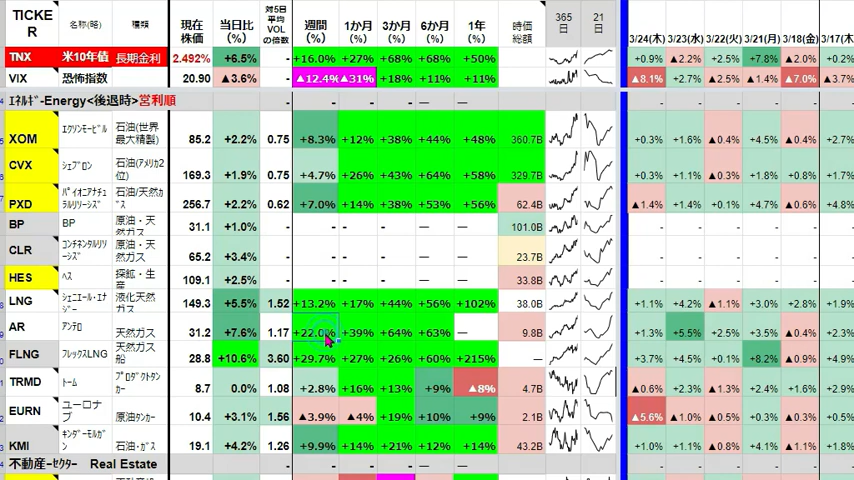 TICKER 名称(略) 種類 現在株価 当日比(%) 対5日平均VOLの倍数 週間(%) 1か月(%) 3か月(%) 6か月(%) 1年(%) 時価総額 365日 21日 3/24(木) 3/23(水) 3/22(火) 3/21(月) 3/18(金) 3/17(木
TNX 米10年債 長期金利 2.492% +6.5% - +16.0% +27% +68% +68% +50% +0.9% ▲2.2% +2.5% +7.8% ▲2.0% +0.2%
VIX 恐怖指数 20.90 ▲3.6% - ▲12.4% ▲31% +18% +11% +11% ▲8.1% +2.7% ▲2.5% ▲1.4% ▲7.0% ▲3.7%
ｴﾈﾙｷﾞ-Energy<後退時>営利順 - - - - — — - - - - - -
XOM ｴｸｿﾝﾓｰﾋﾞﾙ 石油(世界最大精製) 85.2 +2.2% 0.75 +8.3% +12% +38% +44% +48% 360.7B +0.3% +1.6% ▲0.4% +4.5% ▲0.4% +2.7%
CVX ｼｪﾌﾞﾛﾝ 石油(アメリカ2位) 169.3 +1.9% 0.75 +4.7% +26% +43% +64% +58% 329.7B +0.3% +1.1% ▲0.3% +1.8% +0.8% +1.7%
PXD ﾊﾟｲｵﾆｱﾅﾁｭﾗﾙﾘｿｰｼﾞｽﾞ 石油/天然ガス 256.7 +2.2% 0.62 +7.0% +14% +38% +53% +56% 62.4B ▲1.4% +1.4% +0.1% +4.7% ▲0.6% +4.8%
BP BP 原油・天然ガス 31.1 +1.0% - - - - — — 101.0B - - - - - -
CLR ｺﾝﾁﾈﾝﾀﾙﾘｿｰｼﾞｽﾞ 原油・天然ガス 65.2 +3.4% - - - - — — 23.7B - - - - - -
HES ﾍｽ 探鉱・生産 109.1 +2.5% - - - - — — 33.8B - - - - - -
LNG ｼｪﾆｴｰﾙ･ｴﾅｼﾞｰ 液化天然ガス 149.3 +5.5% 1.52 +13.2% +17% +44% +56% +102% 38.0B +1.1% +4.2% ▲1.1% +3.0% ▲2.8% +1.9%
AR ｱﾝﾃﾛ 天然ガス 31.2 +7.6% 1.17 +22.0% +39% +64% +63% — 9.8B +1.3% +5.5% +2.5% +3.5% ▲0.4% +2.3%
FLNG ﾌﾚｯｸｽLNG 天然ガス船 28.8 +10.6% 3.60 +29.7% +27% +26% +60% +215% — +3.7% +4.5% +0.1% +8.2% ▲0.9% +4.9%
TRMD ﾄｰﾑ ﾌﾟﾛﾀﾞｸﾄﾀﾝｶｰ 8.7 0.0% 1.08 +2.8% +16% +13% +9% ▲8% 4.7B ▲0.6% +2.3% ▲1.3% +2.4% ▲1.6% +2.9%
EURN ユーロナブ 原油タンカー 10.4 +3.1% 1.56 ▲3.9% ▲4% +19% +10% +9% 2.1B ▲5.6% ▲1.0% ▲0.5% +0.3% ▲0.3% +0.5%
KMI ｷﾝﾀﾞｰﾓﾙｶﾞﾝ 石油・ガス 19.1 +4.2% 1.26 +9.9% +14% +21% +12% +14% 43.2B +1.0% +1.1% ▲0.8% +4.1% ▲1.1% +1.8%
不動産ｰセクター Real Estate - - - - — — - - - - - -